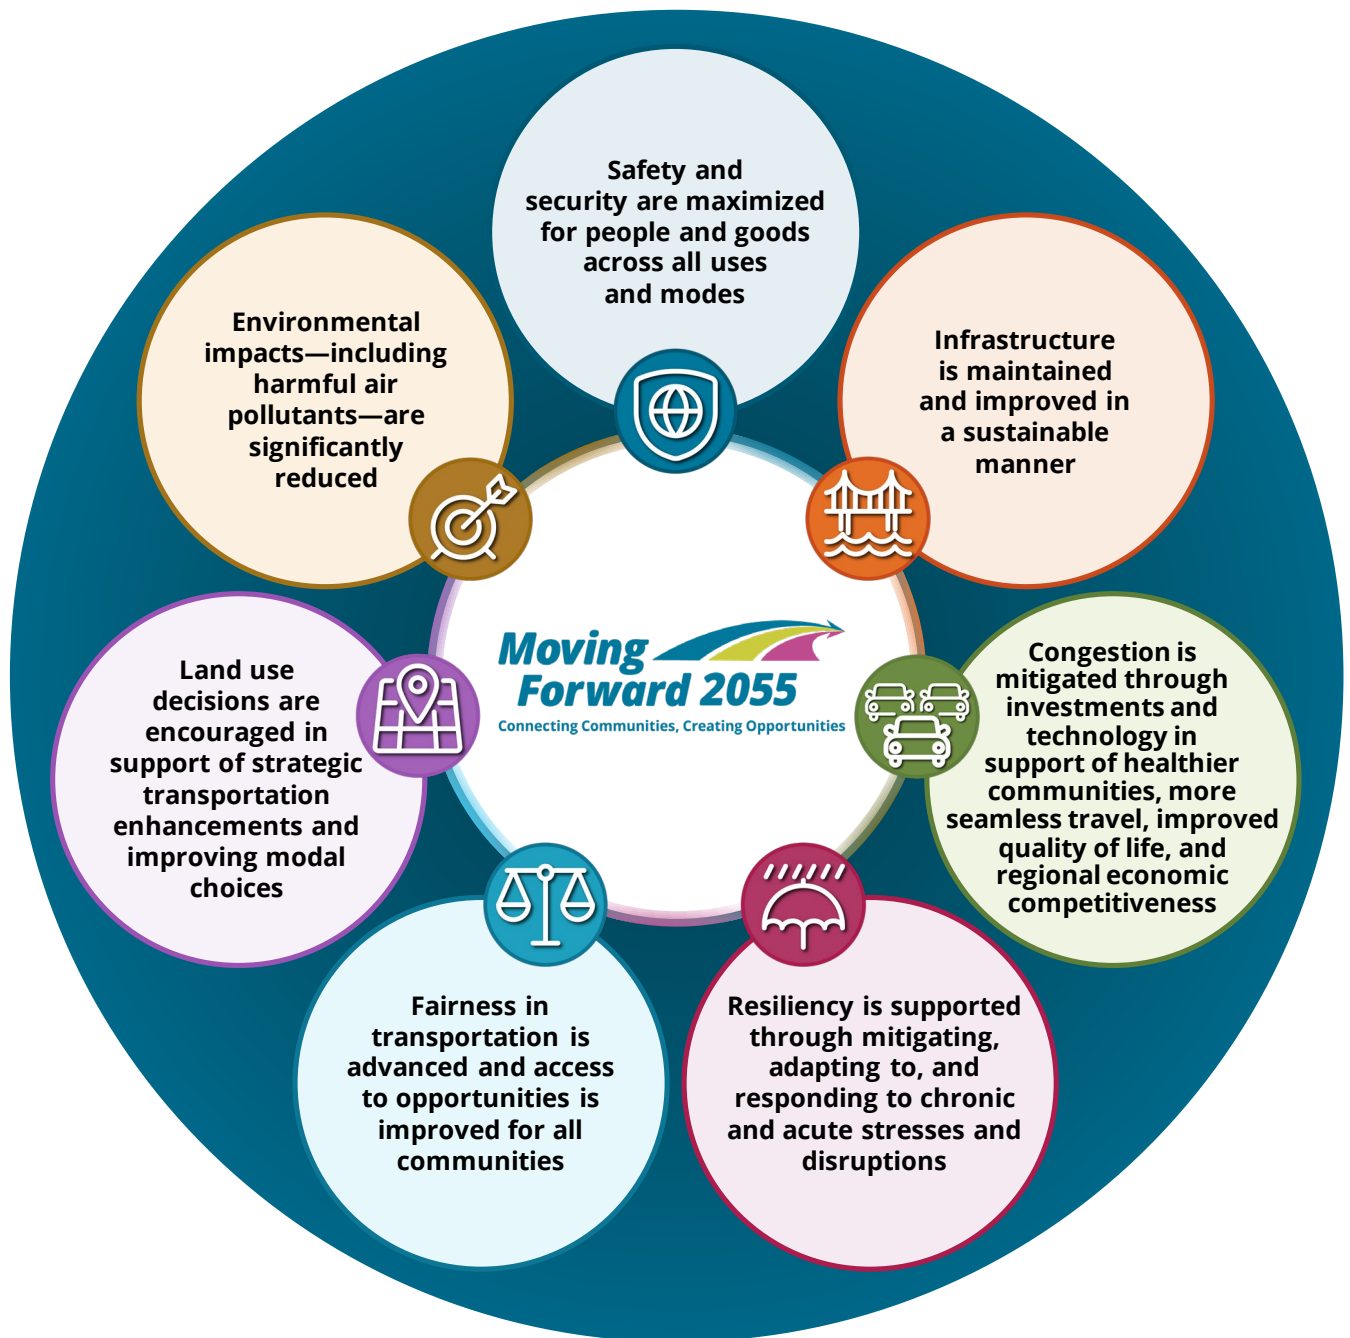 Safety and
security are maximized
for people and goods
across all uses
and modes
Infrastructure
is maintained
and improved in
a sustainable
manner
Congestion is
mitigated through
investments and
technology in
support of healthier
communities, more
seamless travel, improved
quality of life, and
regional economic
competitiveness
Resiliency is supported
through mitigating,
adapting to, and
responding to chronic
and acute stresses and
disruptions
Fairness in
transportation is
advanced and access
to opportunities is
improved for all
communities
Land use
decisions are
encouraged in
support of strategic
transportation
enhancements and
improving modal
choices
Environmental
impacts—including
harmful air
pollutants—are
significantly
reduced
Moving
Forward 2055
Connecting Communities, Creating Opportunities